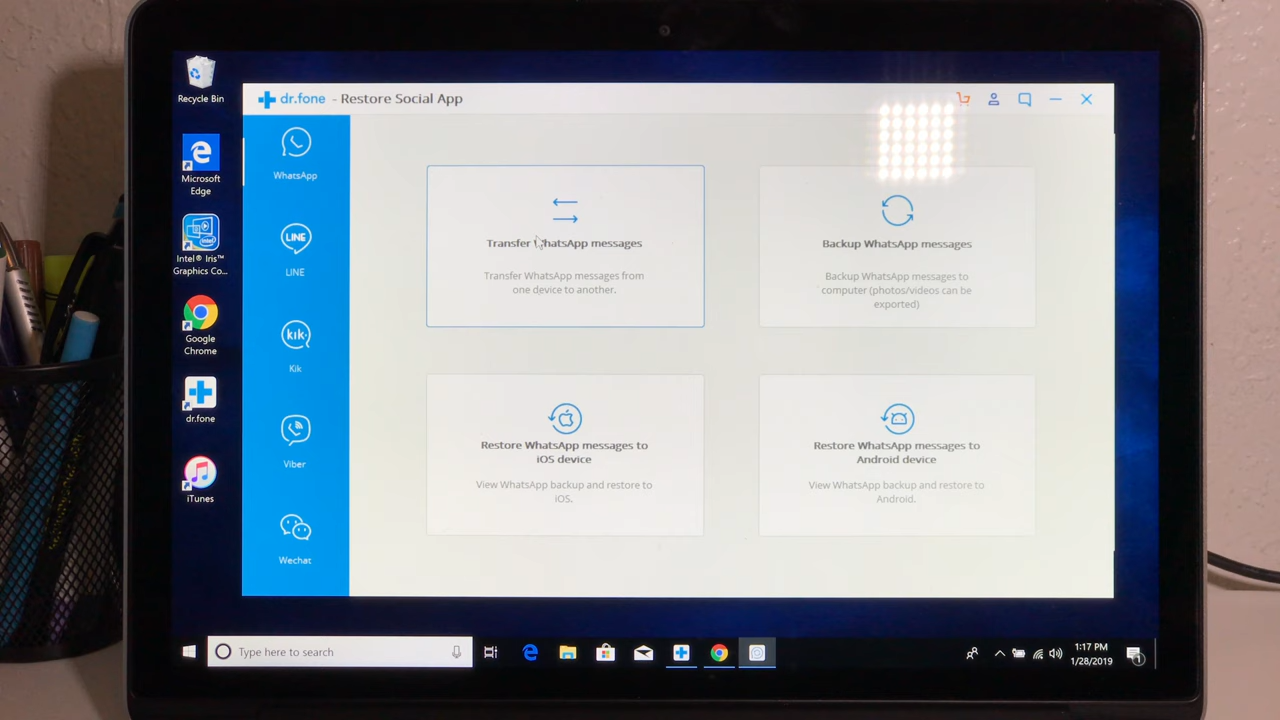 Recycle Bin
Microsoft
Edge
Intel® Iris™
Graphics Co...
Google
Chrome
dr.fone
iTunes
dr.fone - Restore Social App
WhatsApp
LINE
LINE
kik
Kik
Viber
Wechat
Transfer WhatsApp messages
Transfer WhatsApp messages from
one device to another.
Backup WhatsApp messages
Backup WhatsApp messages to
computer (photos/videos can be
exported)
Restore WhatsApp messages to
iOS device
View WhatsApp backup and restore to
iOS.
Restore WhatsApp messages to
Android device
View WhatsApp backup and restore to
Android.
Type here to search
1:17 PM
1/28/2019
1